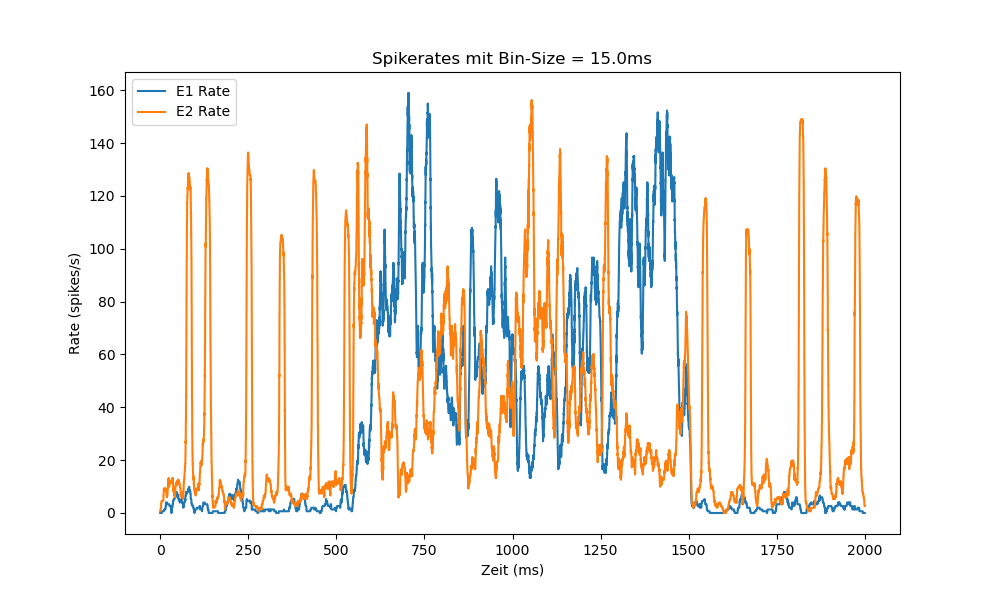 Spikerates mit Bin-Size = 15.0ms
E1 Rate
E2 Rate
Rate (spikes/s)
160
140
120
100
80
60
40
20
0
0 250 500 750 1000 1250 1500 1750 2000
Zeit (ms)